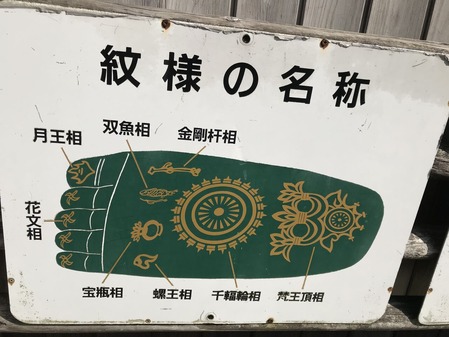 紋様の名称
月王相
双魚相
金剛杵相
花文相
宝瓶相
螺王相
千輻輪相
梵王頂相